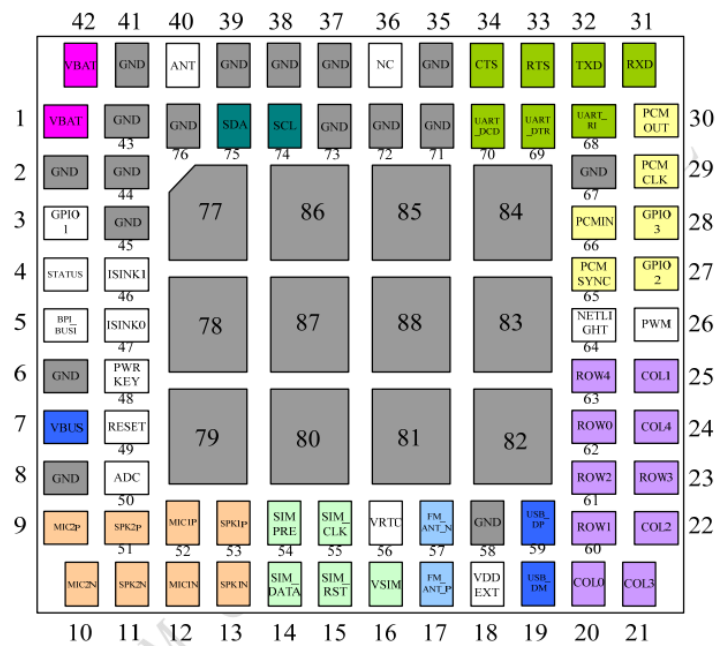 42 41 40 39 38 37 36 35 34 33 32 31
VBAT GND ANT GND GND GND NC GND CTS RTS TXD RXD
1 VBAT GND GND SDA SCL GND GND GND UART_DCD UART_DTR UART_RI PCM OUT 30
43 76 75 74 73 72 71 70 69 68
2 GND GND GND PCM CLK 29
44 67
77 86 85 84
3 GPIO 1 GND PCMIN GPIO 3 28
45 66
4 STATUS ISINK1 PCM SYNC GPIO 2 27
46 65
5 BPI_BUS1 ISINK0 NETLIGHT PWM 26
47 64
78 87 88 83
6 GND PWR KEY ROW4 COL1 25
48 63
7 VBUS RESET ROW0 COL4 24
49 62
79 80 81 82
8 GND ADC ROW2 ROW3 23
50 61
9 MIC2P SPK2P MIC1P SPK1P SIM PRE SIM_CLK VRTC FM_ANT_N GND USB_DP ROW1 COL2 22
51 52 53 54 55 56 57 58 59 60
MIC2N SPK2N MIC1N SPK1N SIM_DATA SIM_RST VSIM FM_ANT_P VDD EXT USB_DM COL0 COL3
10 11 12 13 14 15 16 17 18 19 20 21